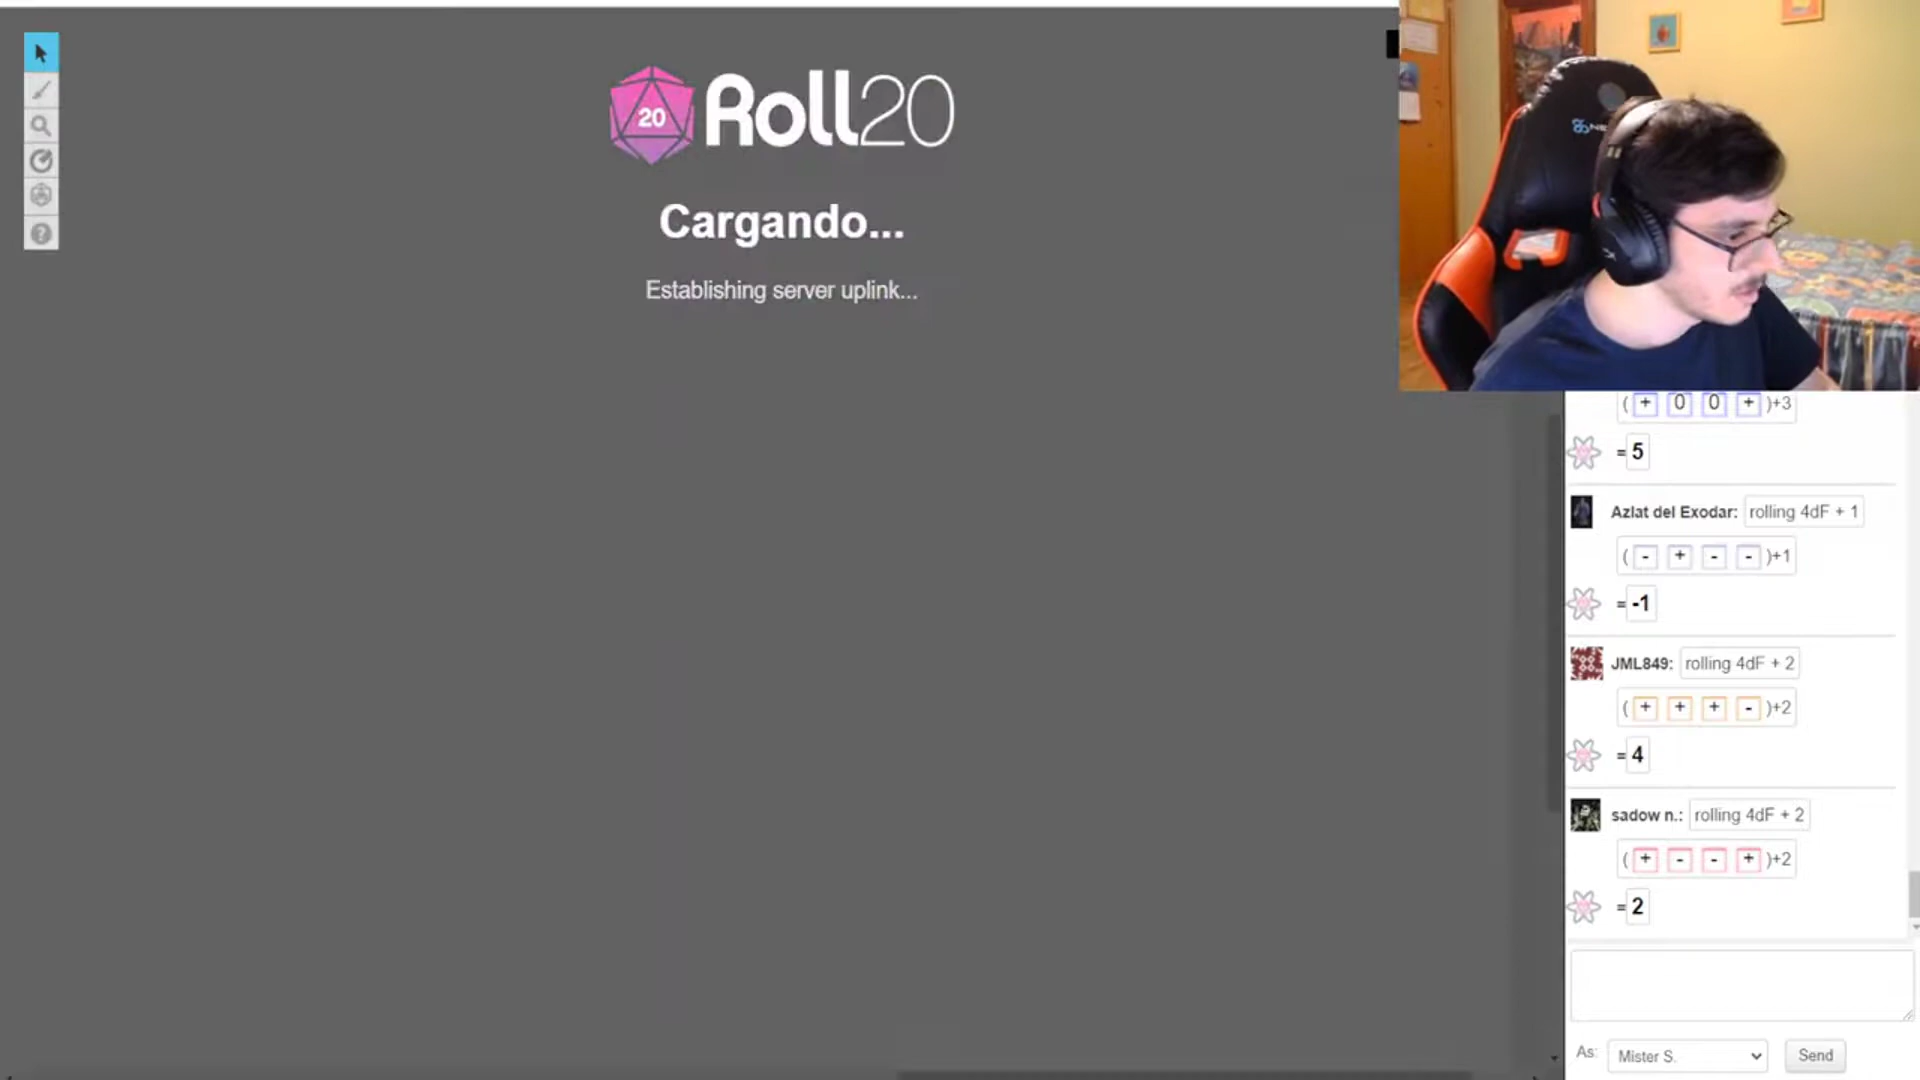 20 Roll20
Cargando...
Establishing server uplink...
( + 0 0 + )+3
=5
Azlat del Exodar: rolling 4dF + 1
( - + - - )+1
=-1
JML849: rolling 4dF + 2
( + + + - )+2
=4
sadow n.: rolling 4dF + 2
( + - - + )+2
=2
As: Mister S. Send